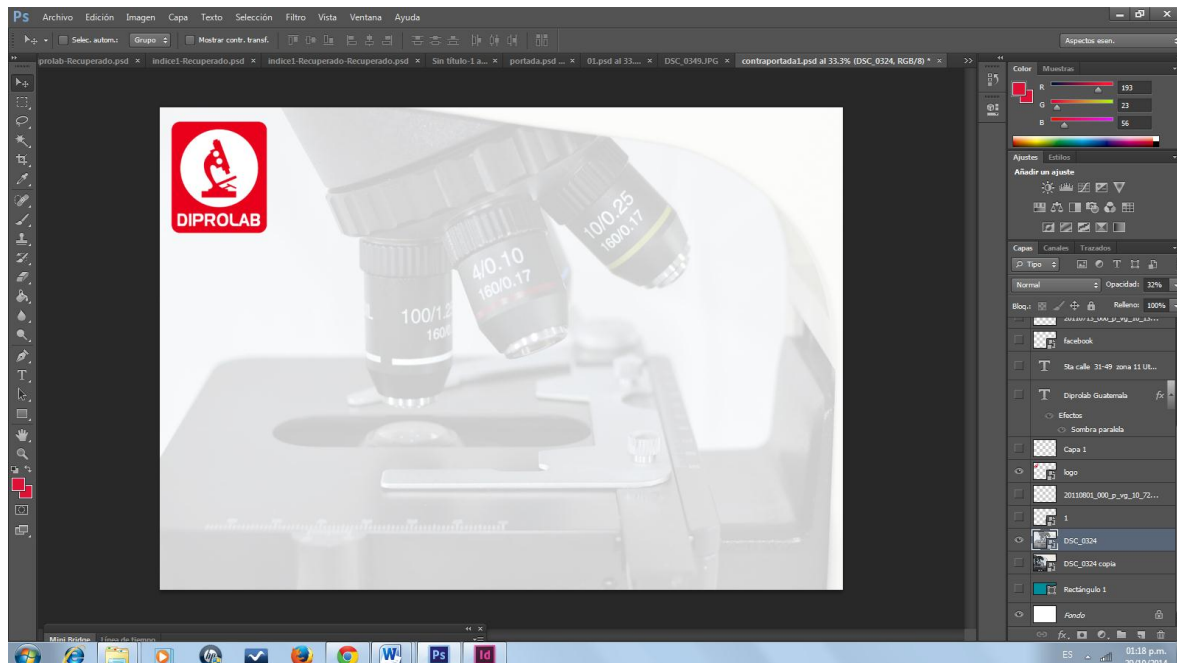 Ps Archivo Edición Imagen Capa Texto Selección Filtro Vista Ventana Ayuda
Selec. autom.: Grupo Mostrar contr. transf. Aspectos esen.
prolab-Recuperado.psd × indice1-Recuperado.psd × indice1-Recuperado-Recuperado.psd × Sin título-1 a... × portada.psd ... × 01.psd al 33.... × DSC_0349.JPG × contraportada1.psd al 33.3% (DSC_0324, RGB/8) * ×
Color Muestras
R 193
G 23
B 56
Ajustes Estilos
Añadir un ajuste
Capas Canales Trazados
Tipo
Normal Opacidad: 32%
Bloq.: Relleno: 100%
facebook
5ta calle 31-49 zona 11 Ut...
Diprolab Guatemala fx
Efectos
Sombra paralela
Capa 1
logo
20110801_000_p_vg_10_72...
1
DSC_0324
DSC_0324 copia
Rectángulo 1
Fondo
DIPROLAB
10/0.25
160/0.17
4/0.10
160/0.17
100/1.25
Mini Bridge Línea de tiempo
Ps Id
ES 01:18 p.m.